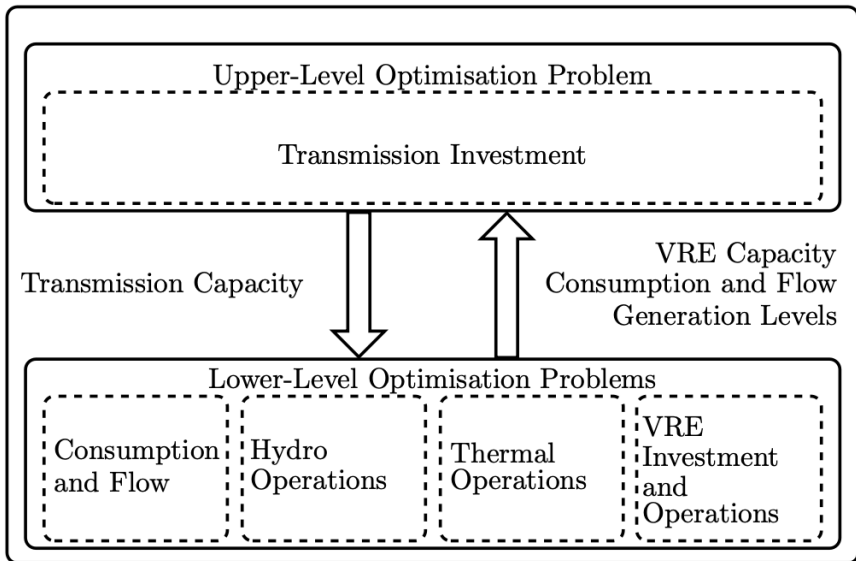 Upper-Level Optimisation Problem
Transmission Investment
Transmission Capacity
VRE Capacity
Consumption and Flow
Generation Levels
Lower-Level Optimisation Problems
Consumption
and Flow
Hydro
Operations
Thermal
Operations
VRE
Investment
and
Operations